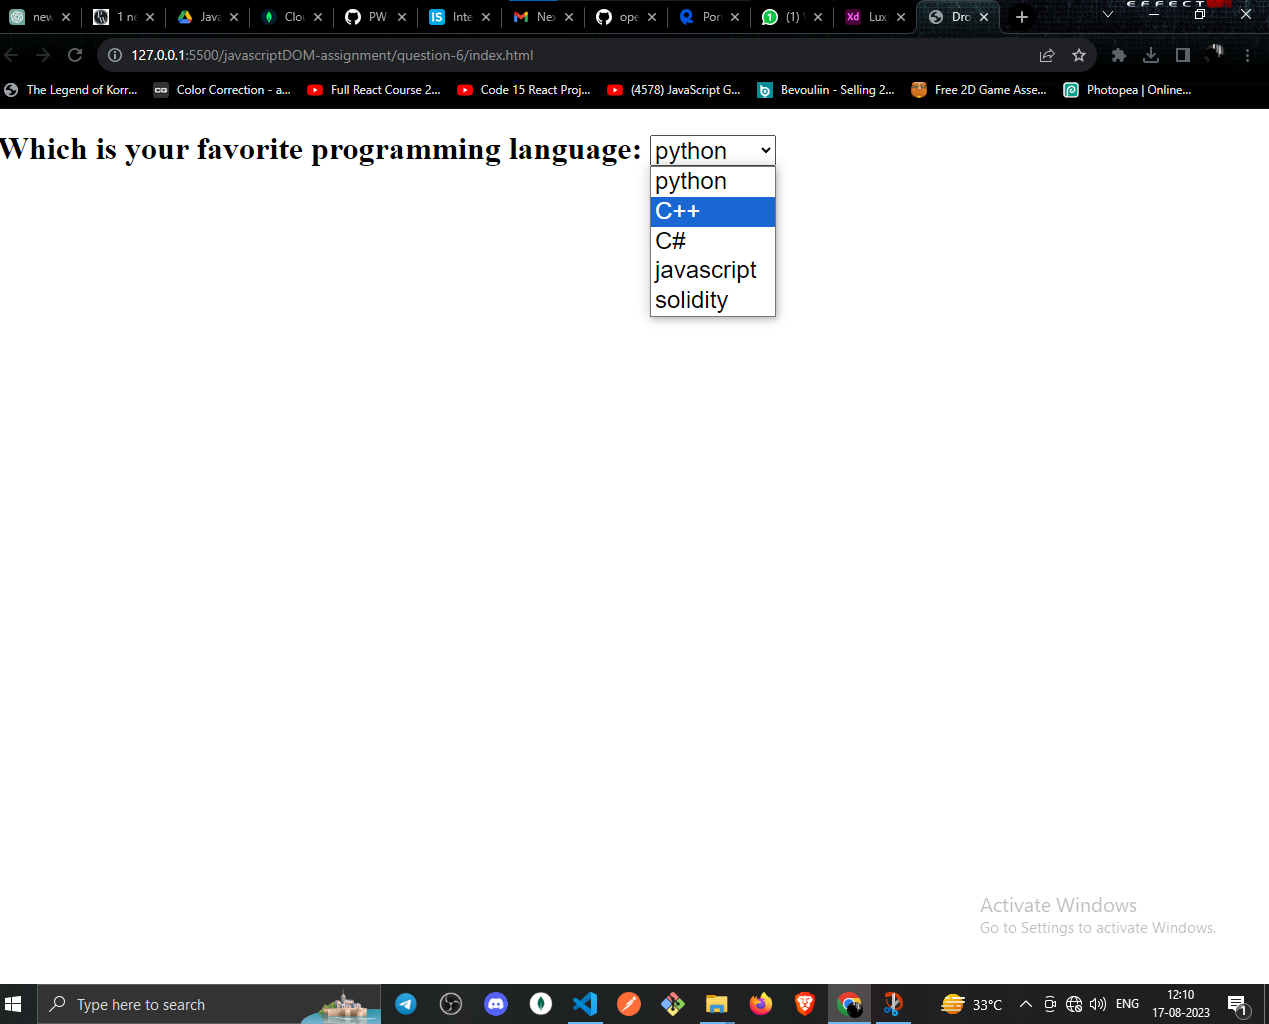 new
1 ne
Java
Clou
PW
Inte
Nex
ope
(1)
Lux
Dro
EFFECT
127.0.0.1:5500/javascriptDOM-assignment/question-6/index.html
The Legend of Korr...
CG
Color Correction - a...
Full React Course 2...
Code 15 React Proj...
(4578) JavaScript G...
Bevouliin - Selling 2...
Free 2D Game Asse...
Photopea | Online...
Which is your favorite programming language: python
python
C++
C#
javascript
solidity
Activate Windows
Go to Settings to activate Windows.
Type here to search
33°C
ENG
12:10
17-08-2023
1